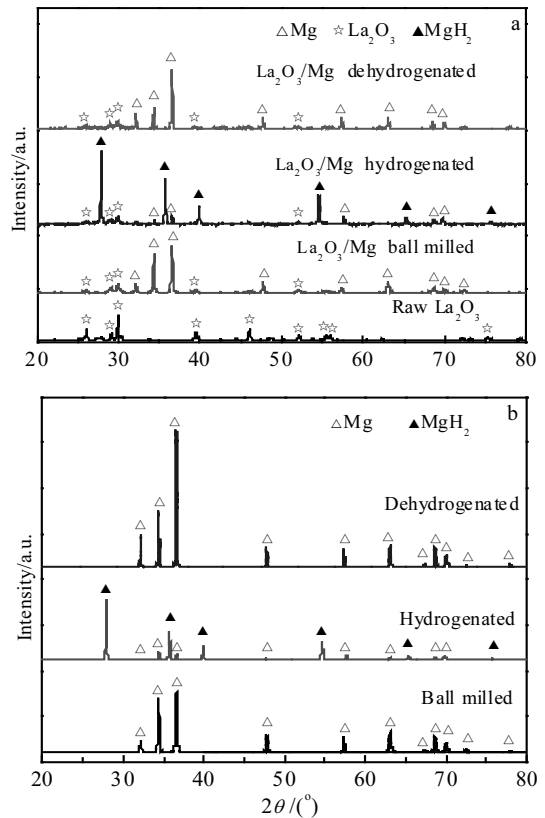 △Mg ☆La₂O₃ ▲MgH₂ a
La₂O₃/Mg dehydrogenated
La₂O₃/Mg hydrogenated
La₂O₃/Mg ball milled
Raw La₂O₃
Intensity/a.u.
20 30 40 50 60 70 80
△Mg ▲MgH₂ b
Dehydrogenated
Hydrogenated
Ball milled
Intensity/a.u.
20 30 40 50 60 70 80
2θ/(°)